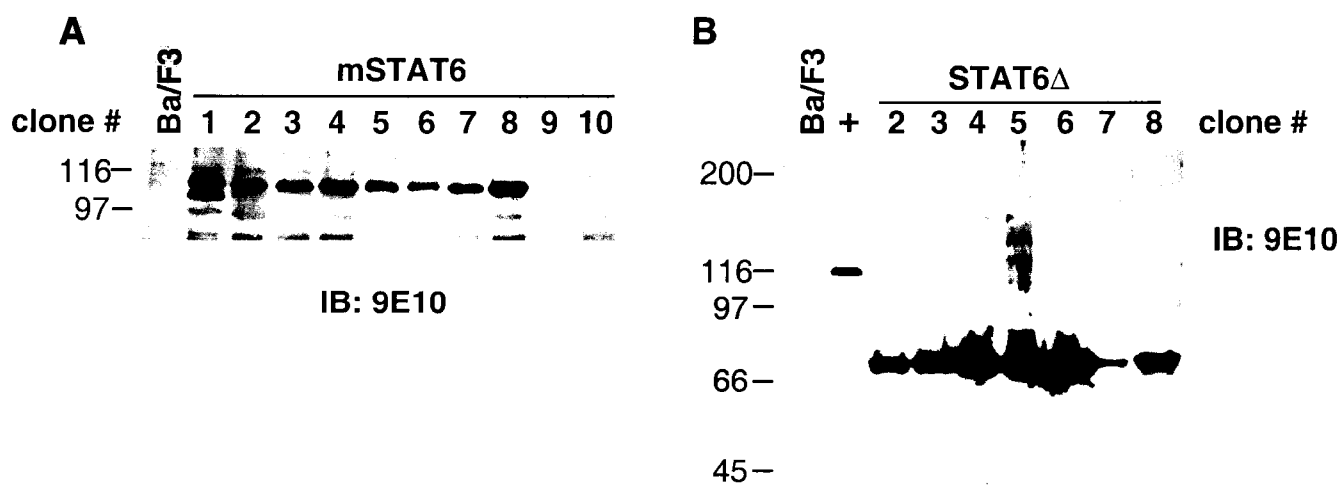 A
Ba/F3
mSTAT6
clone #
1 2 3 4 5 6 7 8 9 10
116
97
IB: 9E10
B
Ba/F3
+
STAT6Δ
2 3 4 5 6 7 8
clone #
200
116
97
66
45
IB: 9E10